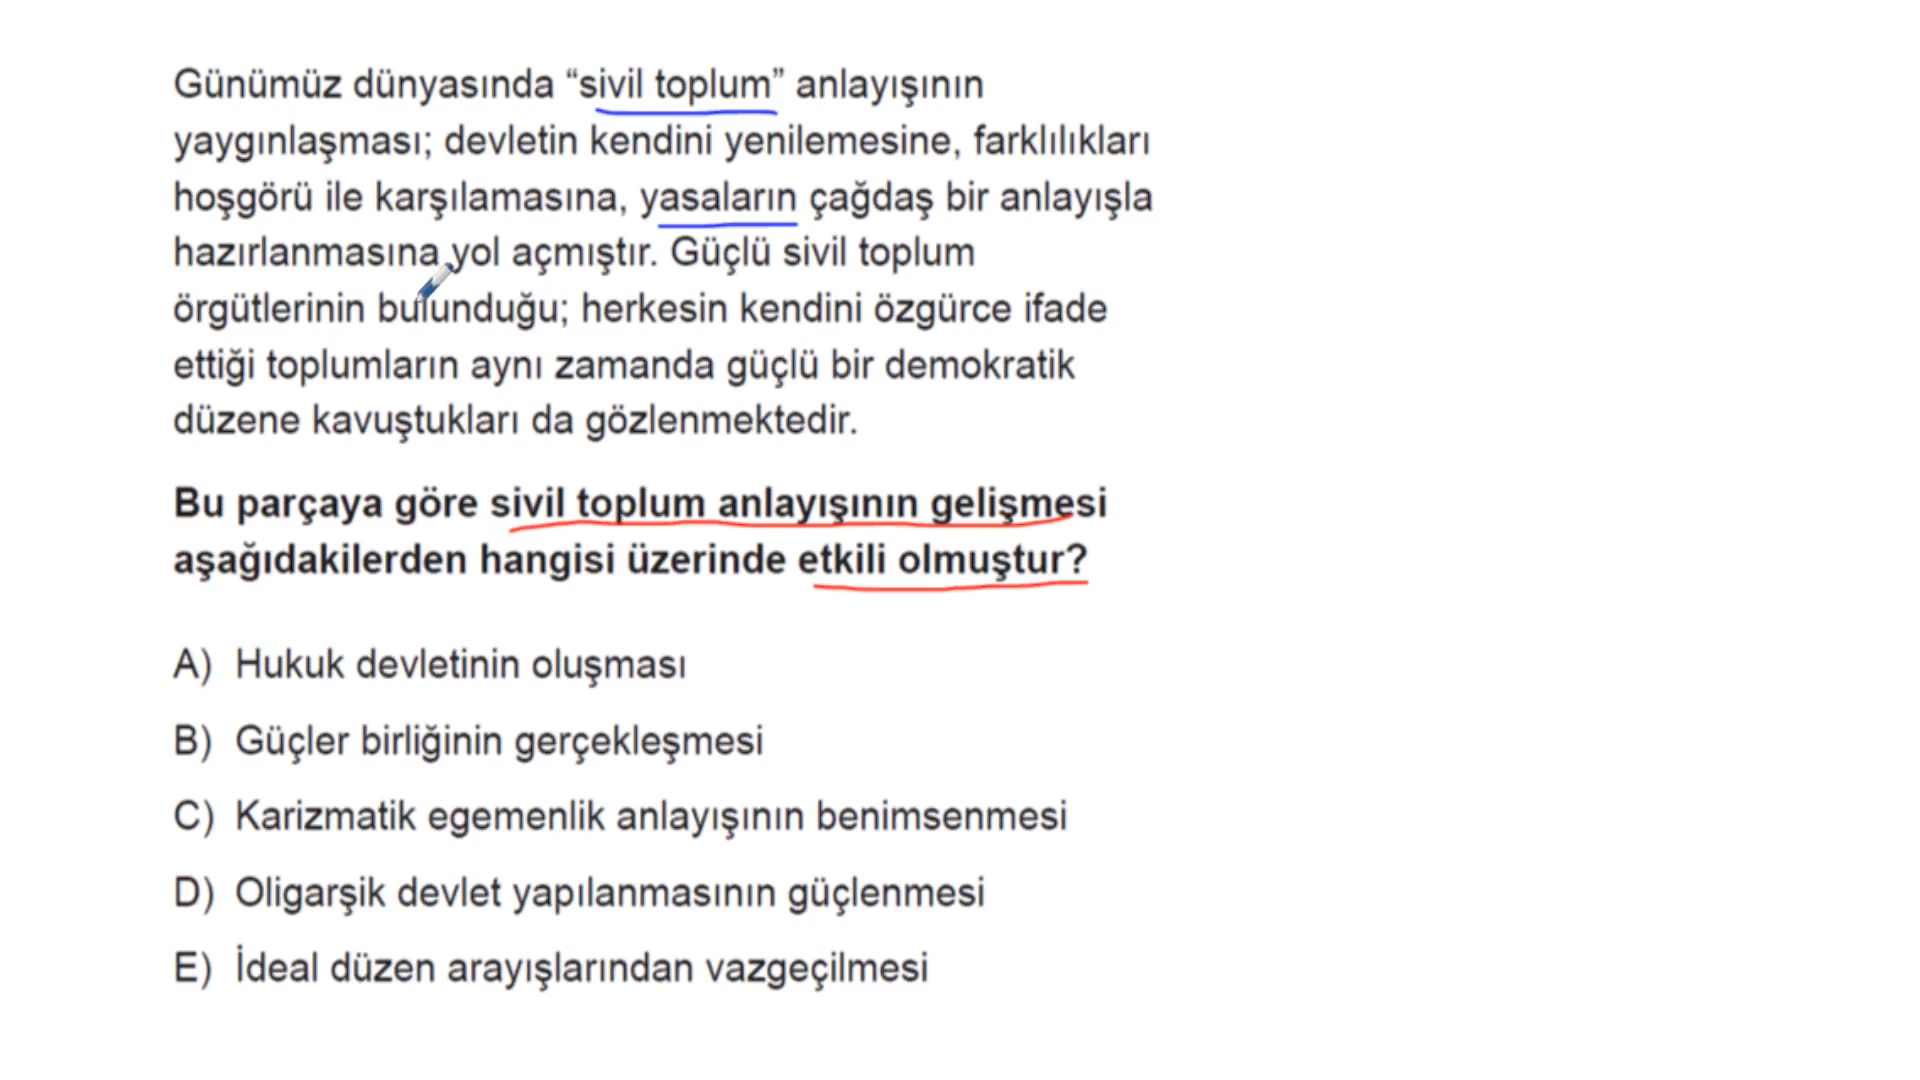 Günümüz dünyasında “sivil toplum” anlayışının
yaygınlaşması; devletin kendini yenilemesine, farklılıkları
hoşgörü ile karşılamasına, yasaların çağdaş bir anlayışla
hazırlanmasına yol açmıştır. Güçlü sivil toplum
örgütlerinin bulunduğu; herkesin kendini özgürce ifade
ettiği toplumların aynı zamanda güçlü bir demokratik
düzene kavuştukları da gözlenmektedir.
Bu parçaya göre sivil toplum anlayışının gelişmesi
aşağıdakilerden hangisi üzerinde etkili olmuştur?
A) Hukuk devletinin oluşması
B) Güçler birliğinin gerçekleşmesi
C) Karizmatik egemenlik anlayışının benimsenmesi
D) Oligarşik devlet yapılanmasının güçlenmesi
E) İdeal düzen arayışlarından vazgeçilmesi